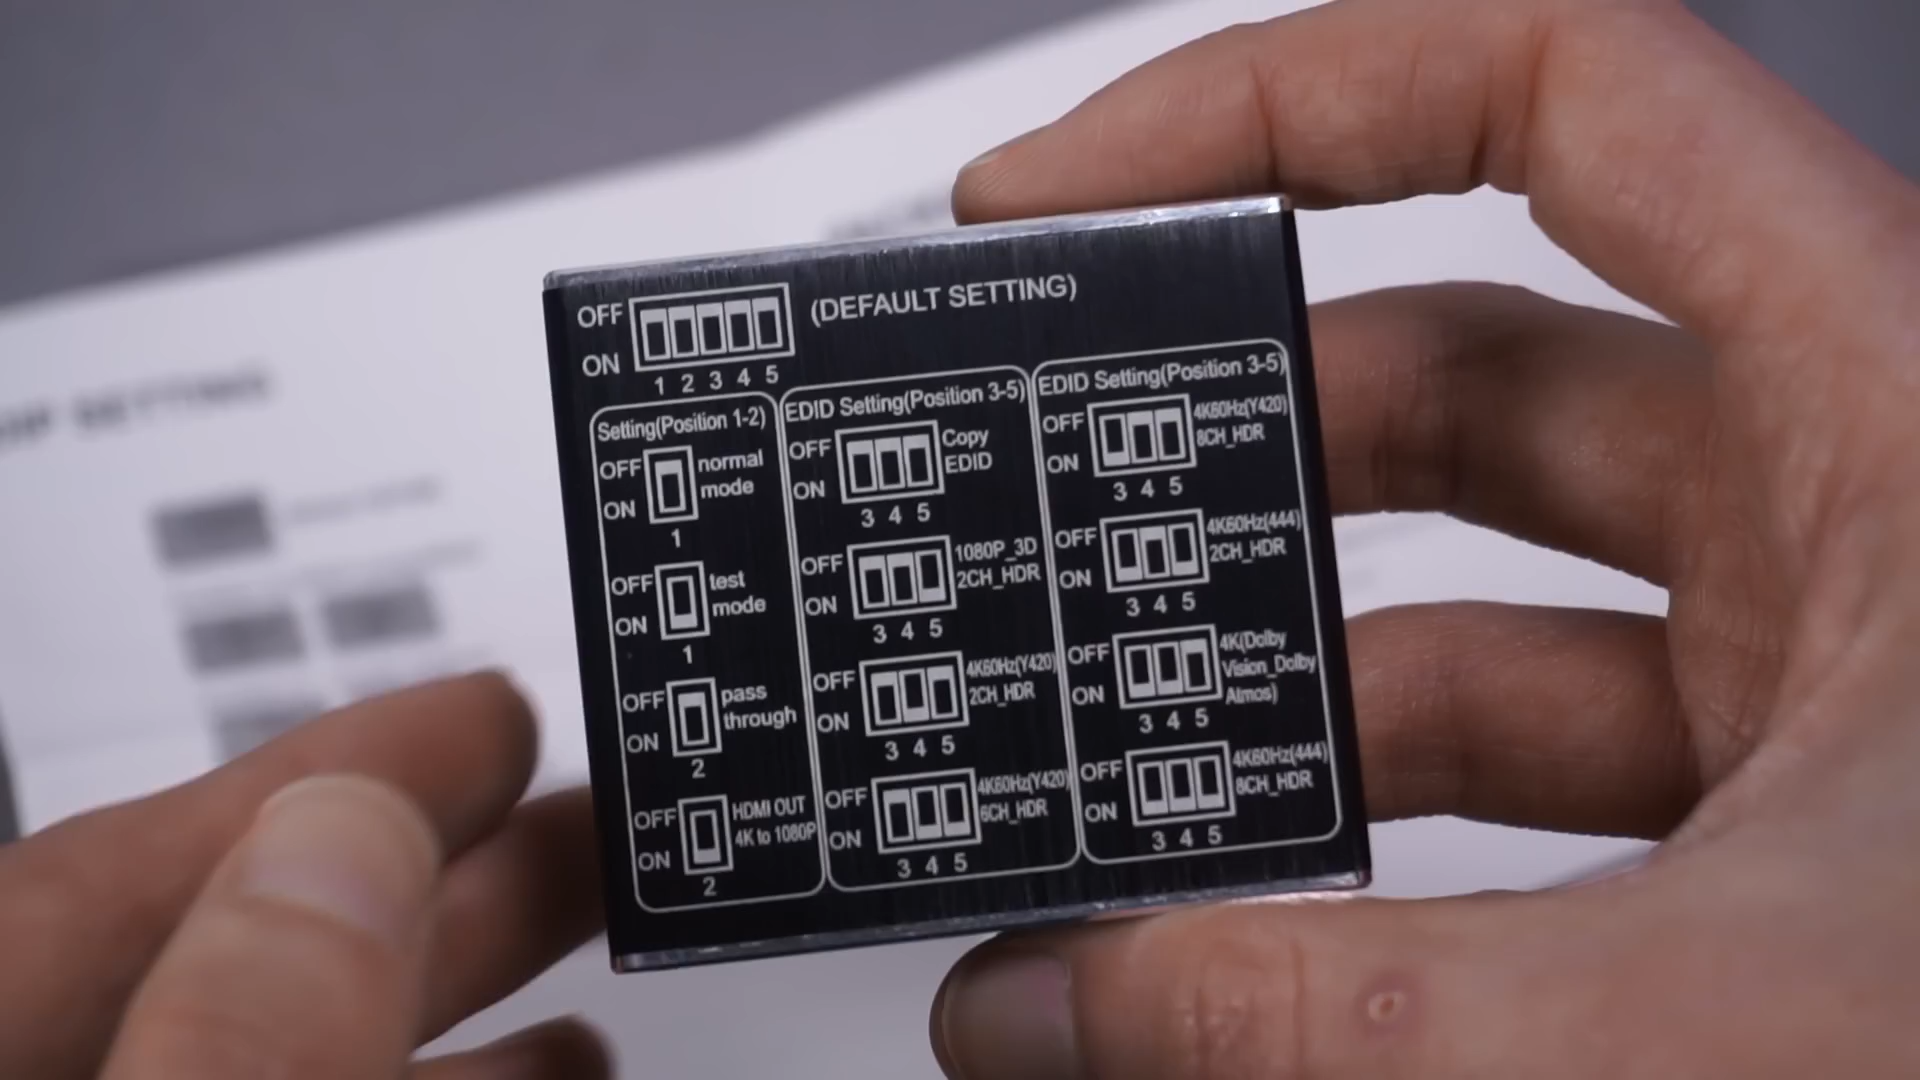 OFF
(DEFAULT SETTING)
ON
1 2 3 4 5
Setting(Position 1-2)
OFF
normal
mode
ON
1
OFF
test
mode
ON
1
OFF
pass
through
ON
2
OFF
HDMI OUT
4K to 1080P
ON
2
EDID Setting(Position 3-5)
OFF
Copy
EDID
ON
3 4 5
OFF
1080P_3D
2CH_HDR
ON
3 4 5
OFF
4K60Hz(Y420)
2CH_HDR
ON
3 4 5
OFF
4K60Hz(Y420)
6CH_HDR
ON
3 4 5
EDID Setting(Position 3-5)
OFF
4K60Hz(Y420)
8CH_HDR
ON
3 4 5
OFF
4K60Hz(444)
2CH_HDR
ON
3 4 5
OFF
4K(Dolby
Vision_Dolby
Atmos)
ON
3 4 5
OFF
4K60Hz(444)
8CH_HDR
ON
3 4 5
SETTING